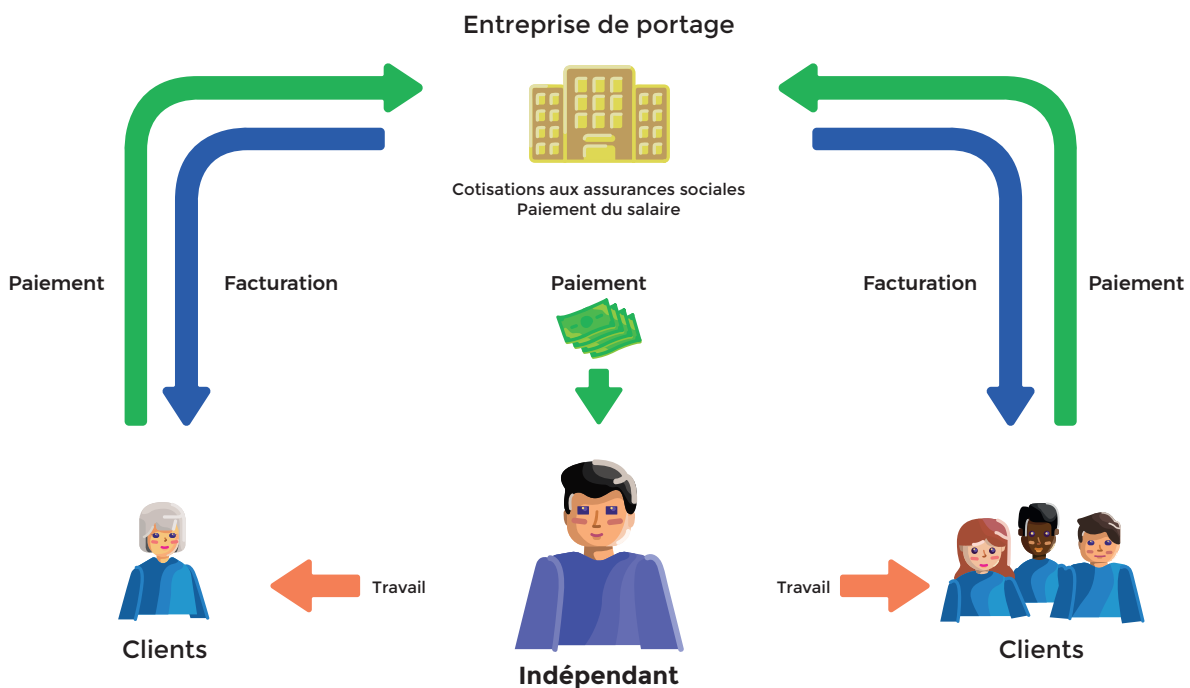 Entreprise de portage
Cotisations aux assurances sociales
Paiement du salaire
Paiement
Facturation
Paiement
Facturation
Paiement
Travail
Travail
Clients
Indépendant
Clients